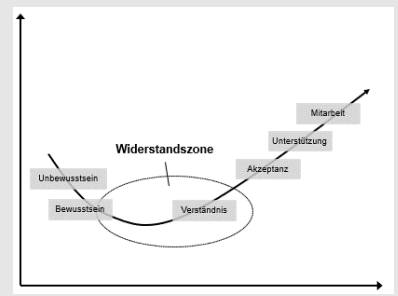 Mitarbeit
Unterstützung
Widerstandszone
Akzeptanz
Unbewusstsein
Bewusstsein
Verständnis